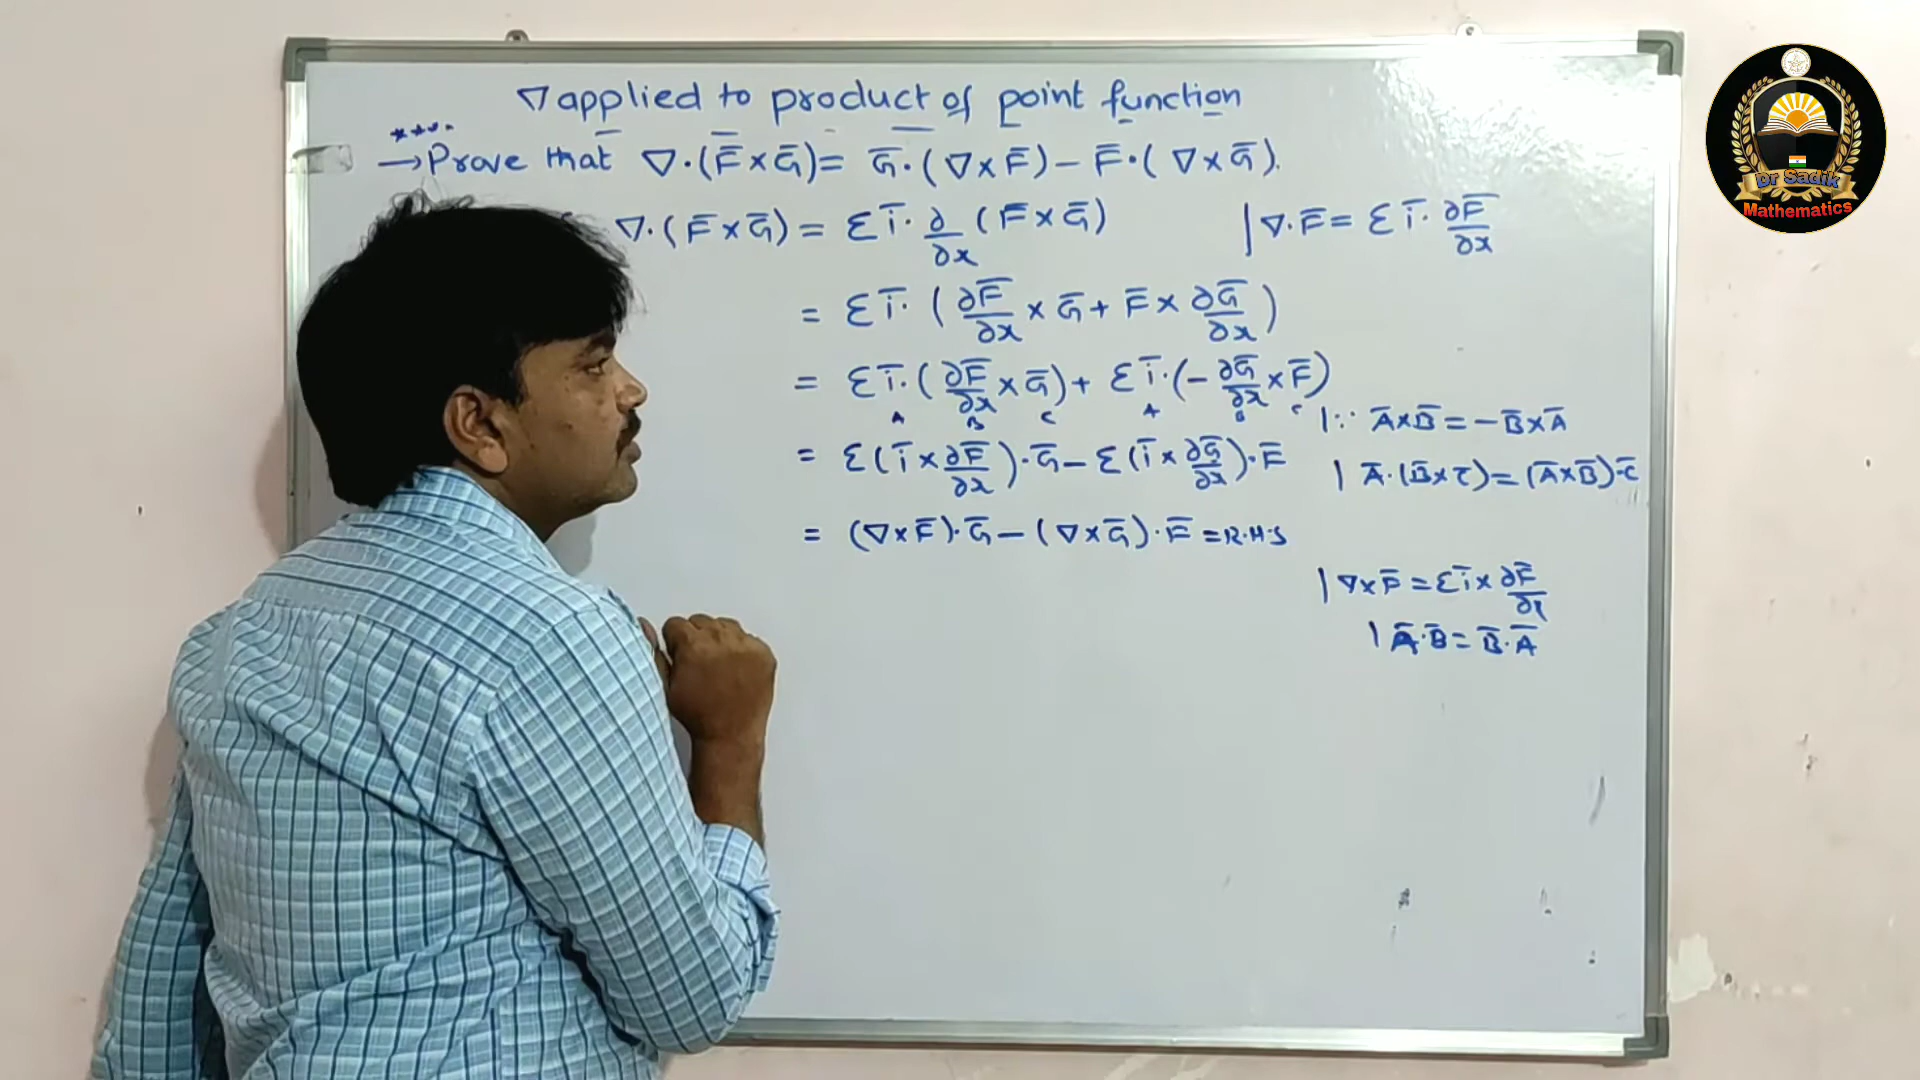 ∇ applied to product of point function
****
→ Prove that ∇·(F̅×G̅) = G̅·(∇×F̅) − F̅·(∇×G̅).
∇·(F̅×G̅) = Σ i̅·∂/∂x (F̅×G̅) | ∇·F̅ = Σ i̅·∂F̅/∂x
= Σ i̅·(∂F̅/∂x × G̅ + F̅ × ∂G̅/∂x)
= Σ i̅·(∂F̅/∂x × G̅) + Σ i̅·(−∂G̅/∂x × F̅)
A B C A B C
|∵ A̅×B̅ = −B̅×A̅
= Σ(i̅ × ∂F̅/∂x)·G̅ − Σ(i̅ × ∂G̅/∂x)·F̅ | A̅·(B̅×C̅) = (A̅×B̅)·C̅
= (∇×F̅)·G̅ − (∇×G̅)·F̅ = R.H.S
| ∇×F̅ = Σ i̅ × ∂F̅/∂x
| A̅·B̅ = B̅·A̅
Dr Sadik
Mathematics